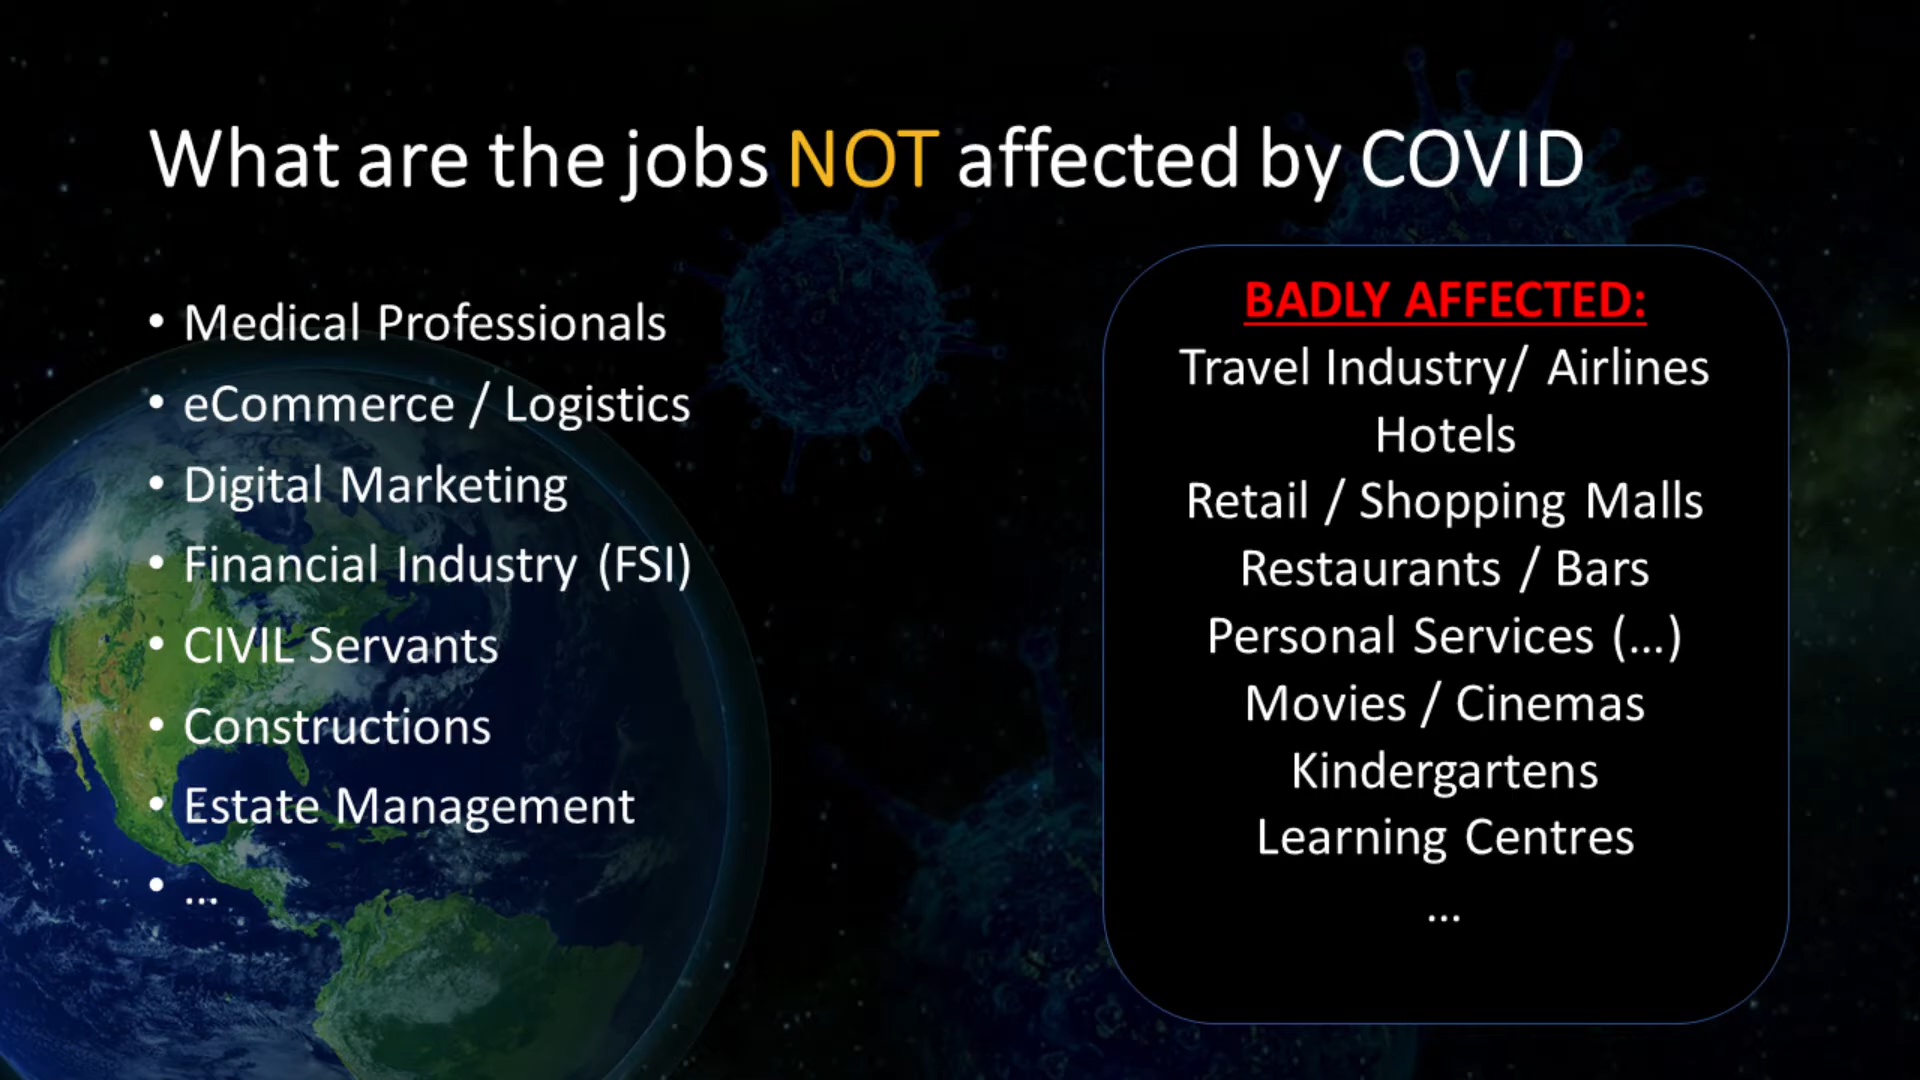 What are the jobs NOT affected by COVID
• Medical Professionals
• eCommerce / Logistics
• Digital Marketing
• Financial Industry (FSI)
• CIVIL Servants
• Constructions
• Estate Management
• ...
BADLY AFFECTED:
Travel Industry/ Airlines
Hotels
Retail / Shopping Malls
Restaurants / Bars
Personal Services (...)
Movies / Cinemas
Kindergartens
Learning Centres
...